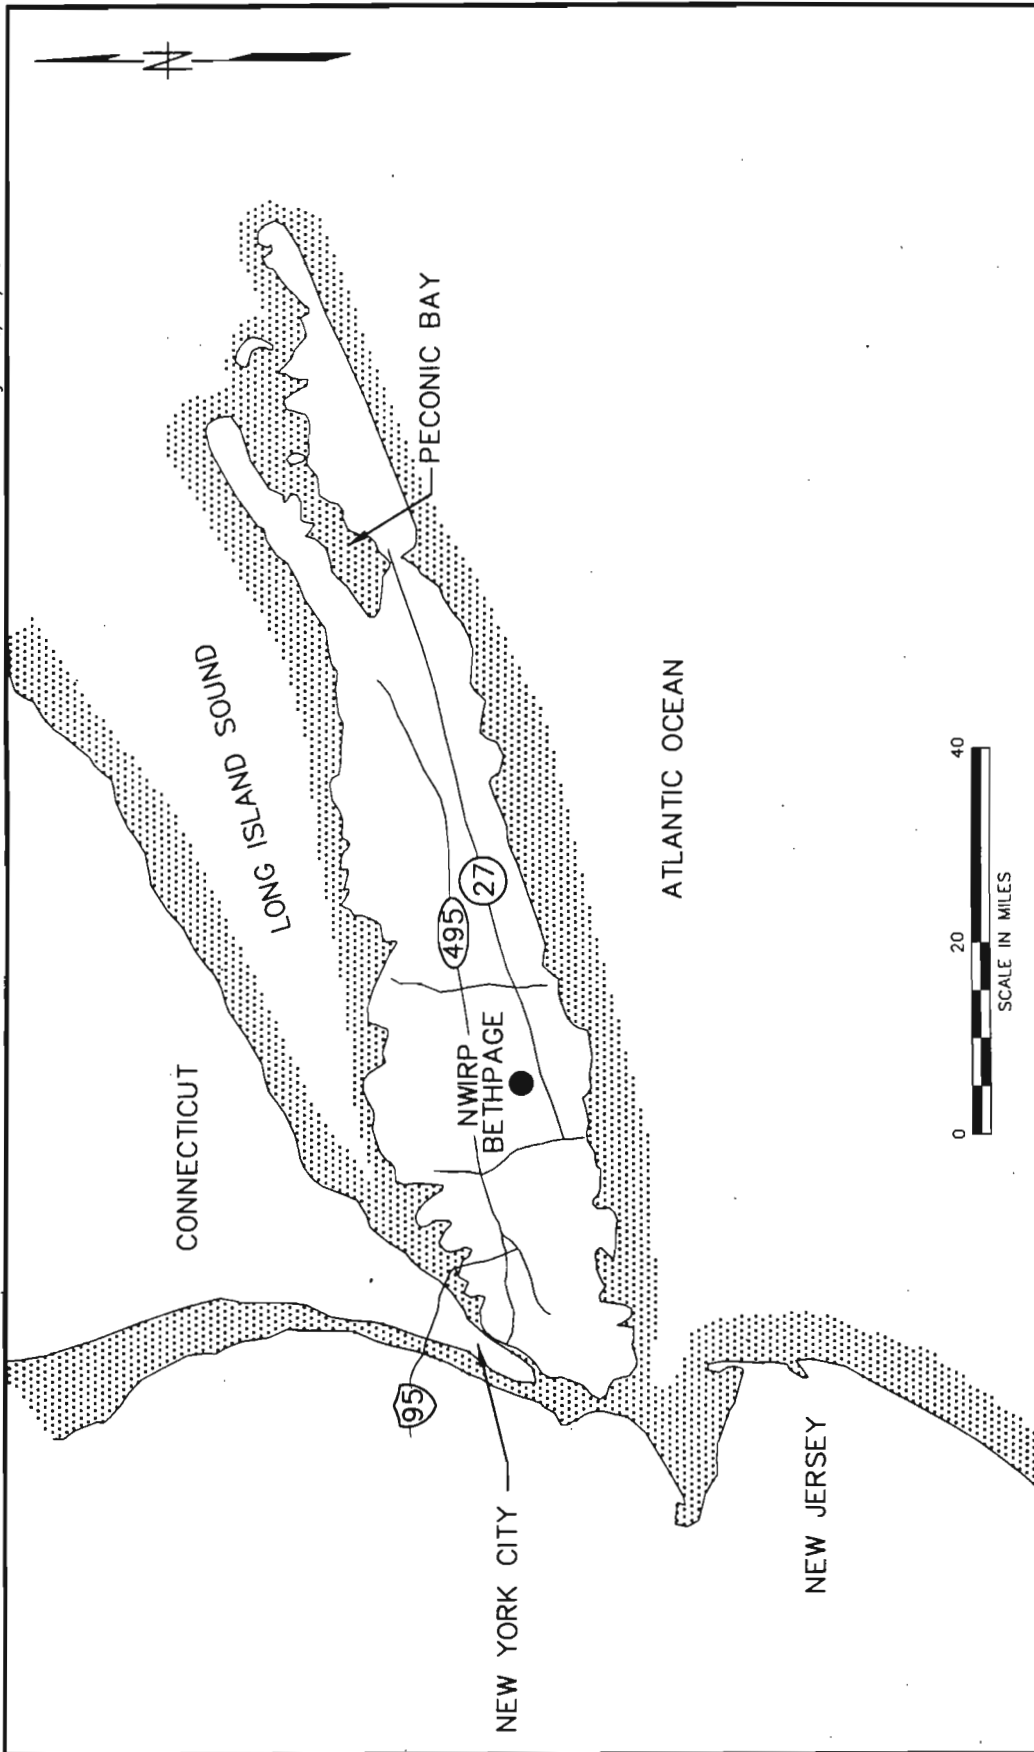 N
CONNECTICUT
LONG ISLAND SOUND
PECONIC BAY
95
495
27
NWIRP
BETHPAGE
NEW YORK CITY
ATLANTIC OCEAN
NEW JERSEY
0 20 40
SCALE IN MILES